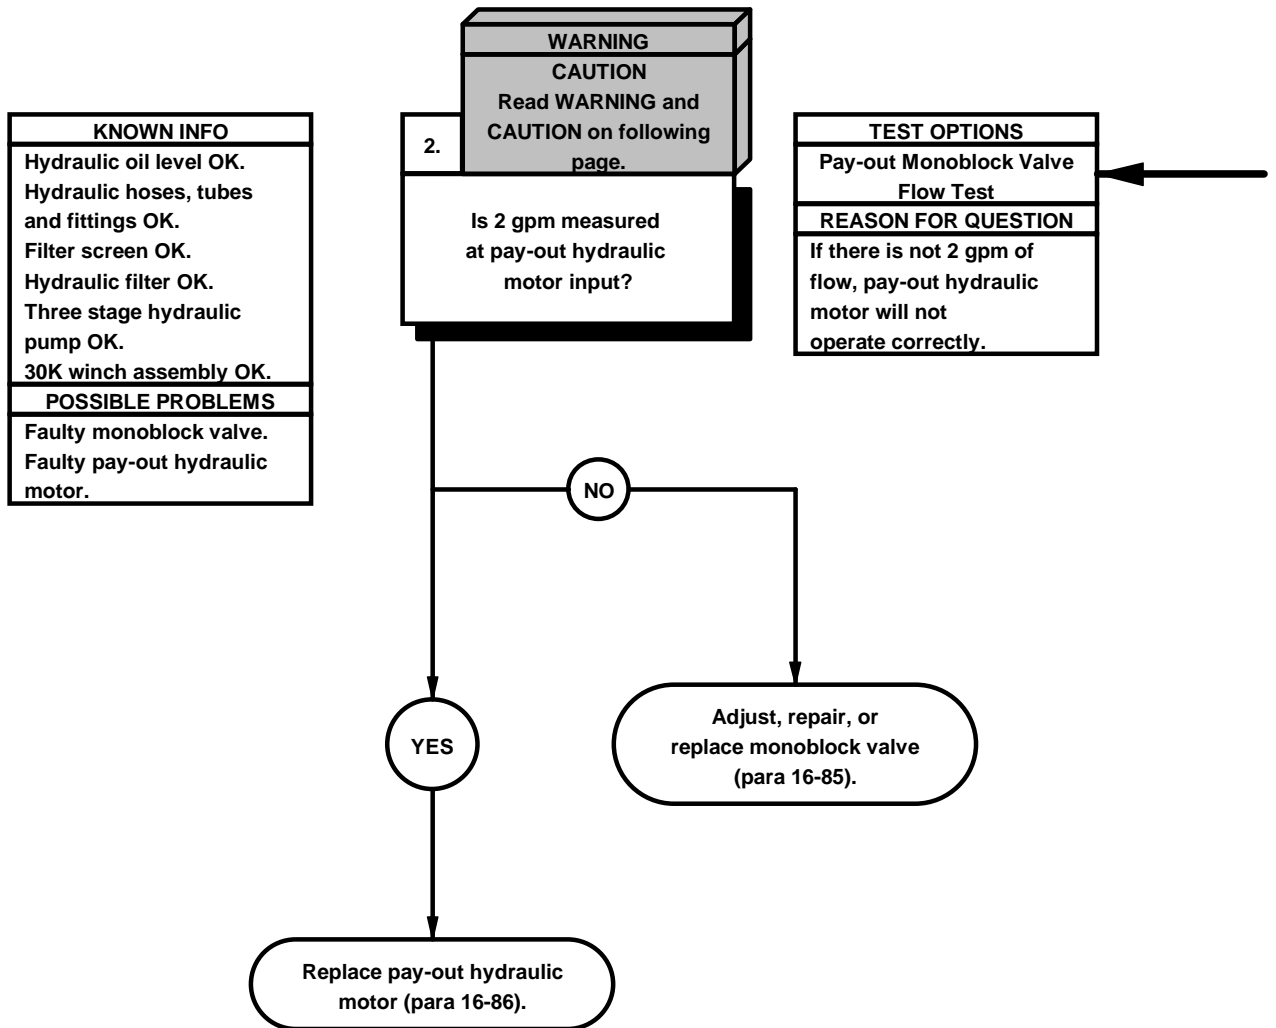 WARNING
CAUTION
Read WARNING and
CAUTION on following
page.
KNOWN INFO
Hydraulic oil level OK.
Hydraulic hoses, tubes
and fittings OK.
Filter screen OK.
Hydraulic filter OK.
Three stage hydraulic
pump OK.
30K winch assembly OK.
POSSIBLE PROBLEMS
Faulty monoblock valve.
Faulty pay-out hydraulic
motor.
2.
Is 2 gpm measured
at pay-out hydraulic
motor input?
TEST OPTIONS
Pay-out Monoblock Valve
Flow Test
REASON FOR QUESTION
If there is not 2 gpm of
flow, pay-out hydraulic
motor will not
operate correctly.
NO
YES
Adjust, repair, or
replace monoblock valve
(para 16-85).
Replace pay-out hydraulic
motor (para 16-86).